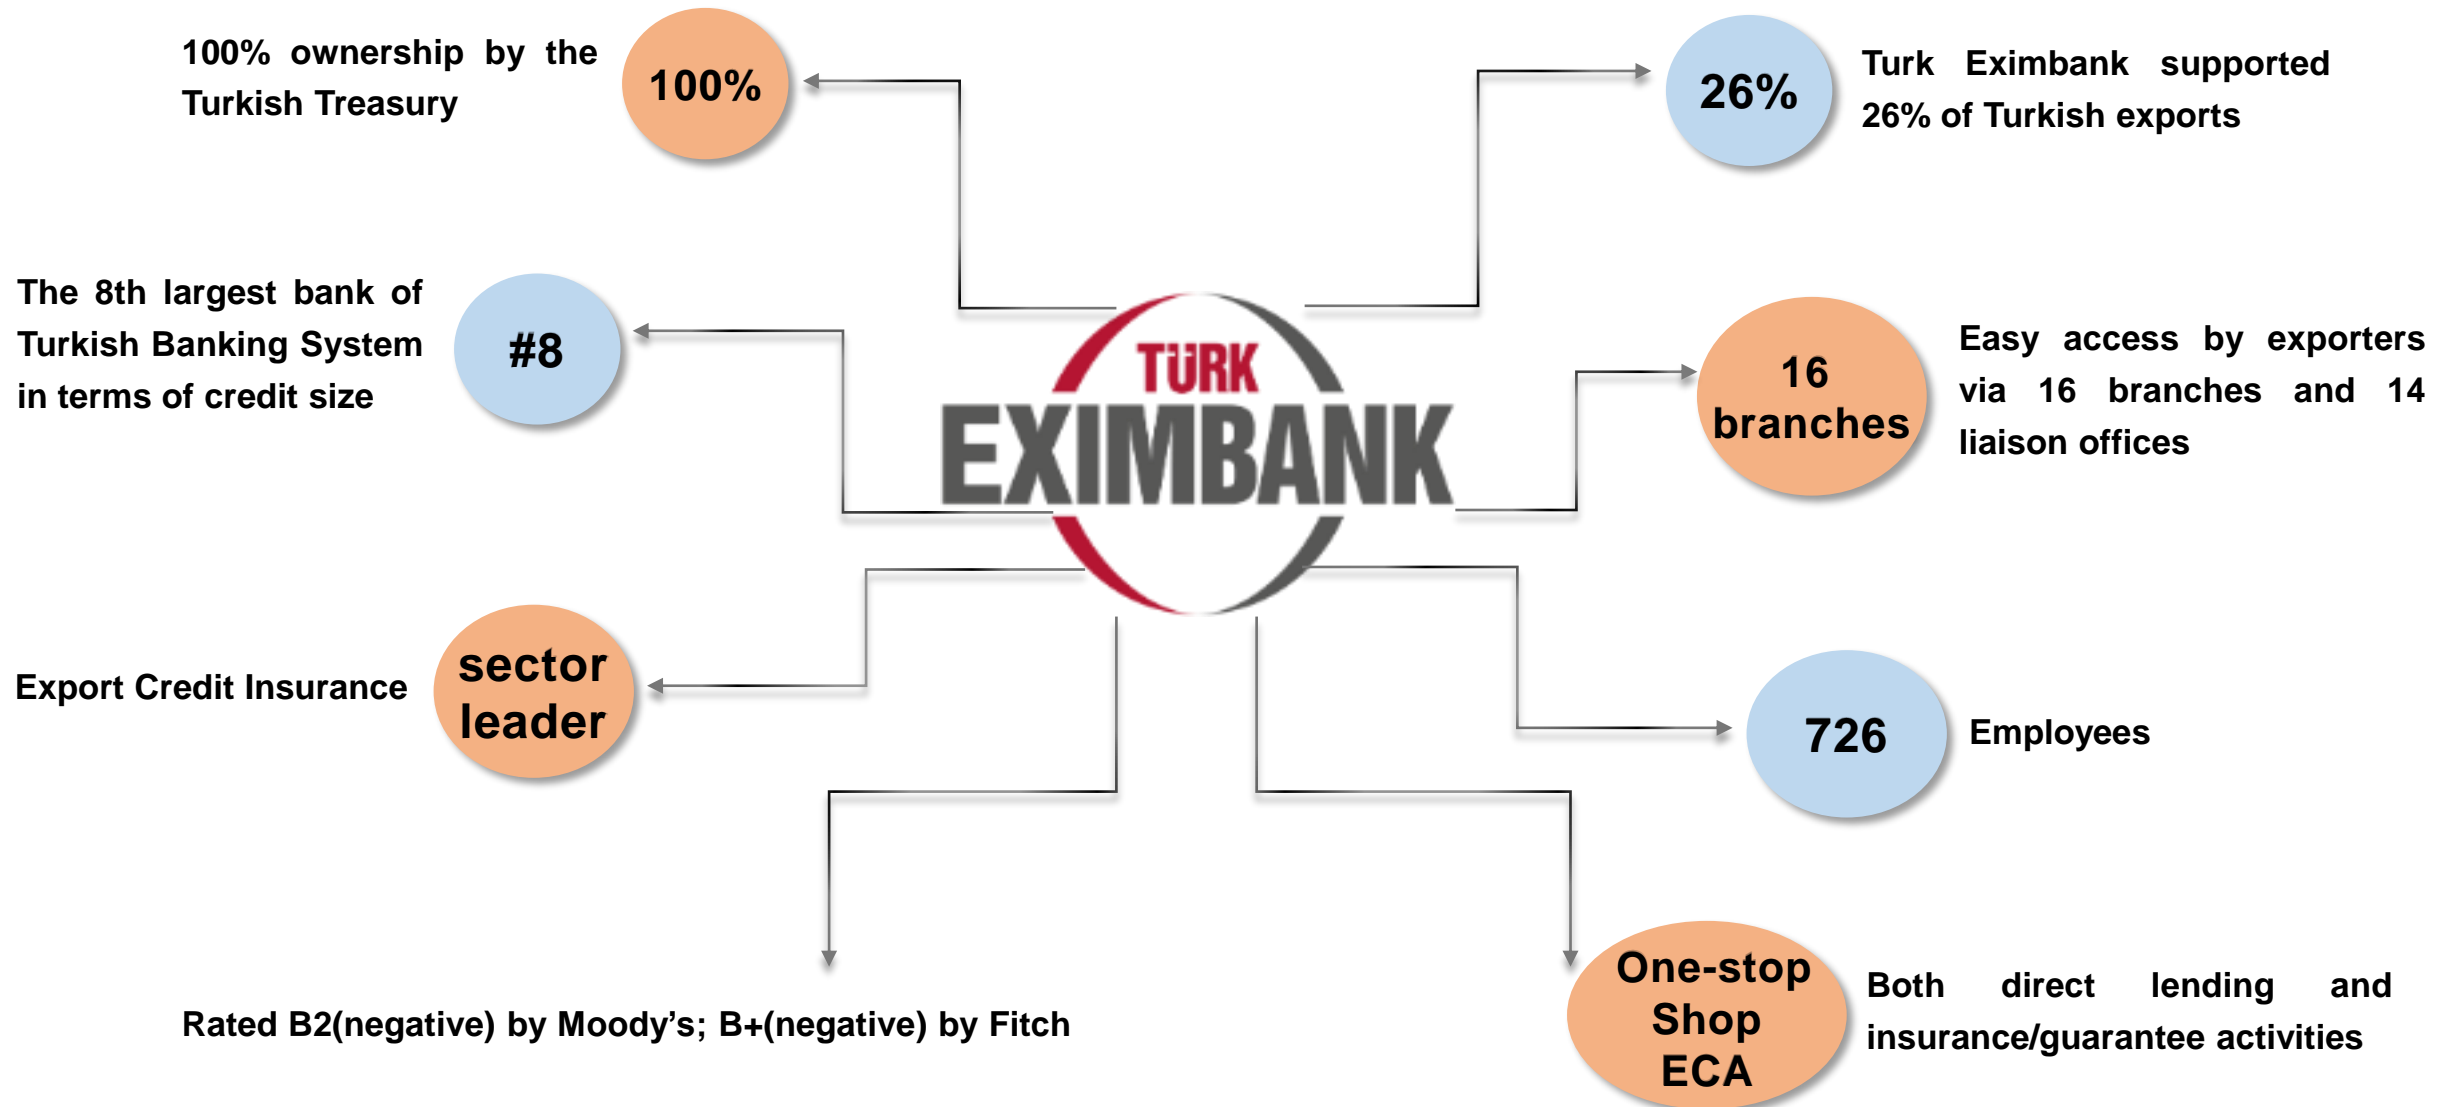 100% ownership by the
Turkish Treasury
100%
26%
Turk Eximbank supported
26% of Turkish exports
The 8th largest bank of
Turkish Banking System
in terms of credit size
#8
TÜRK
EXIMBANK
16
branches
Easy access by exporters
via 16 branches and 14
liaison offices
Export Credit Insurance
sector
leader
726
Employees
Rated B2(negative) by Moody’s; B+(negative) by Fitch
One-stop
Shop
ECA
Both direct lending and
insurance/guarantee activities